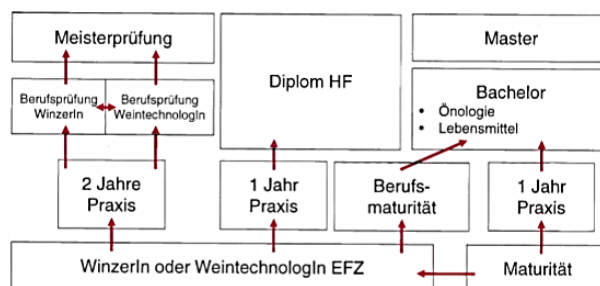 Meisterprüfung
Diplom HF
Master
Berufsprüfung
WinzerIn
Berufsprüfung
WeintechnologIn
Bachelor
• Önologie
• Lebensmittel
2 Jahre
Praxis
1 Jahr
Praxis
Berufs-
maturität
1 Jahr
Praxis
WinzerIn oder WeintechnologIn EFZ
Maturität